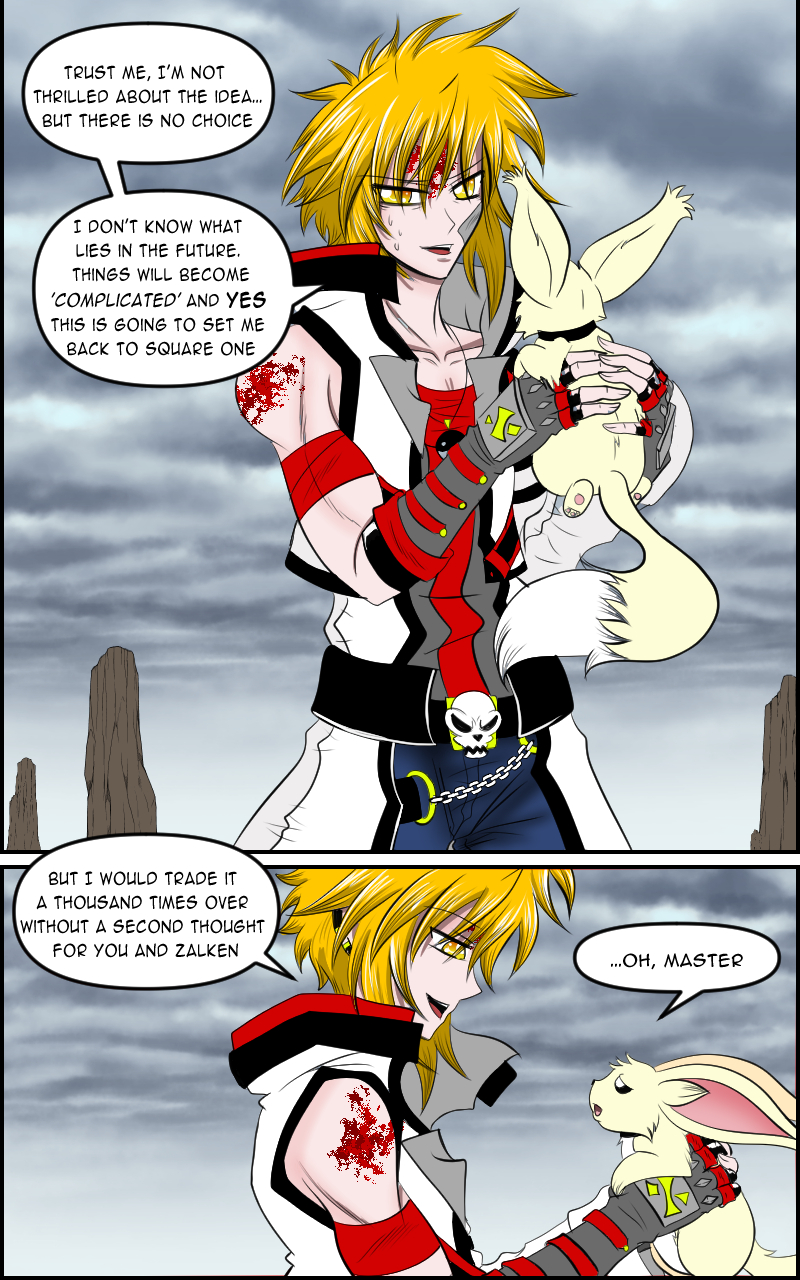 TRUST ME, I'M NOT
THRILLED ABOUT THE IDEA...
BUT THERE IS NO CHOICE
I DON'T KNOW WHAT
LIES IN THE FUTURE.
THINGS WILL BECOME
'COMPLICATED' AND YES
THIS IS GOING TO SET ME
BACK TO SQUARE ONE
BUT I WOULD TRADE IT
A THOUSAND TIMES OVER
WITHOUT A SECOND THOUGHT
FOR YOU AND ZALKEN
...OH, MASTER